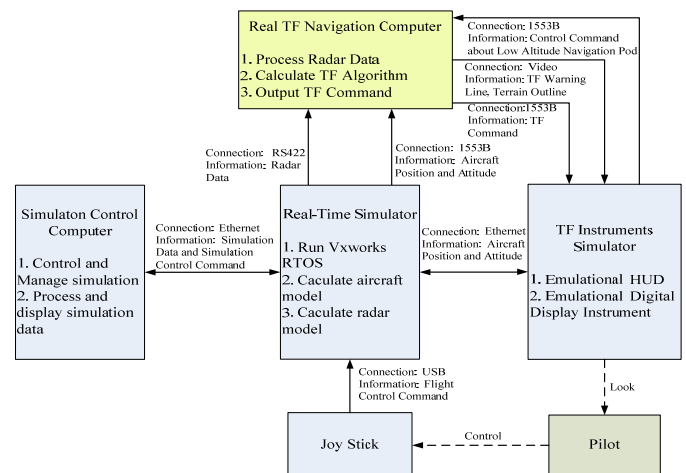 Real TF Navigation Computer
1. Process Radar Data
2. Calculate TF Algorithm
3. Output TF Command
Connection: 1553B
Information: Control Command
about Low Altitude Navigation Pod
Connection: Video
Information: TF Warning
Line, Terrain Outline
Connection:1553B
Information: TF
Command
Connection: RS422
Information: Radar
Data
Connection: 1553B
Information: Aircraft
Position and Attitude
Simulaton Control
Computer
1. Control and
Manage simulation
2. Process and
display simulation
data
Connection: Ethernet
Information: Simulation
Data and Simulation
Control Command
Real-Time Simulator
1. Run Vxworks
RTOS
2. Caculate aircraft
model
3. Caculate radar
model
Connection: Ethernet
Information: Aircraft
Position and Attitude
TF Instruments
Simulator
1. Emulational HUD
2. Emulational Digital
Display Instrument
Connection: USB
Information: Flight
Control Command
Look
Joy Stick
Control
Pilot